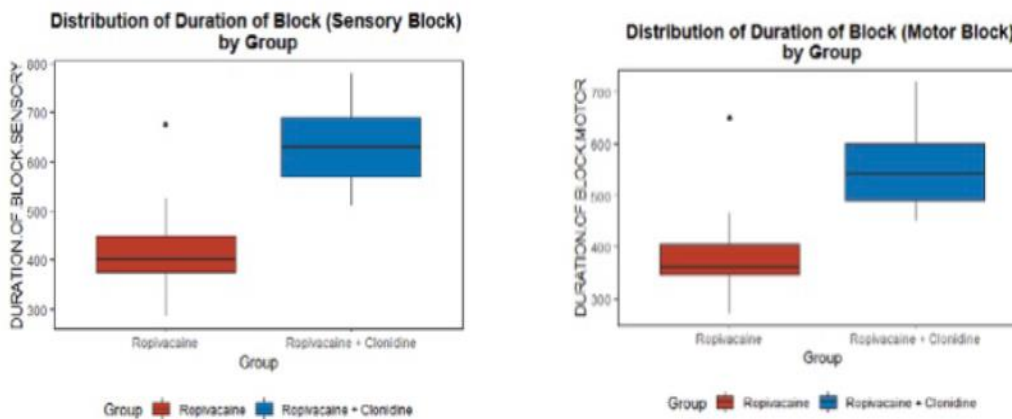 Distribution of Duration of Block (Sensory Block)
by Group
DURATION.OF.BLOCK.SENSORY
800
700
600
500
400
300
Ropivacaine
Ropivacaine + Clonidine
Group
Group Ropivacaine Ropivacaine + Clonidine
Distribution of Duration of Block (Motor Block)
by Group
DURATION.OF.BLOCK.MOTOR
700
600
500
400
300
Ropivacaine
Ropivacaine + Clonidine
Group
Group Ropivacaine Ropivacaine + Clonidine